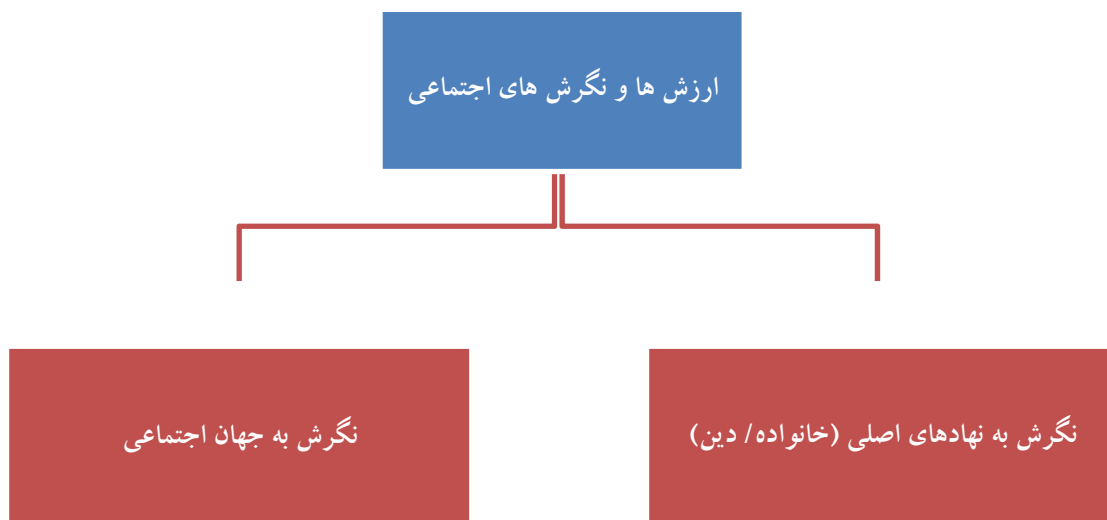 ارزش ها و نگرش های اجتماعی
نگرش به نهادهای اصلی (خانواده/ دین)
نگرش به جهان اجتماعی